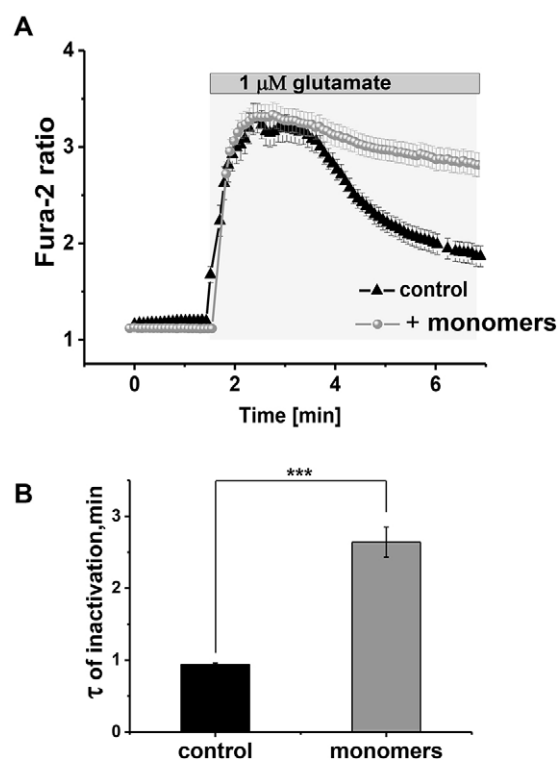 A
1 μM glutamate
4
3
2
1
Fura-2 ratio
control
+ monomers
0
2
4
6
Time [min]
B
***
3
2
1
0
τ of inactivation,min
control
monomers